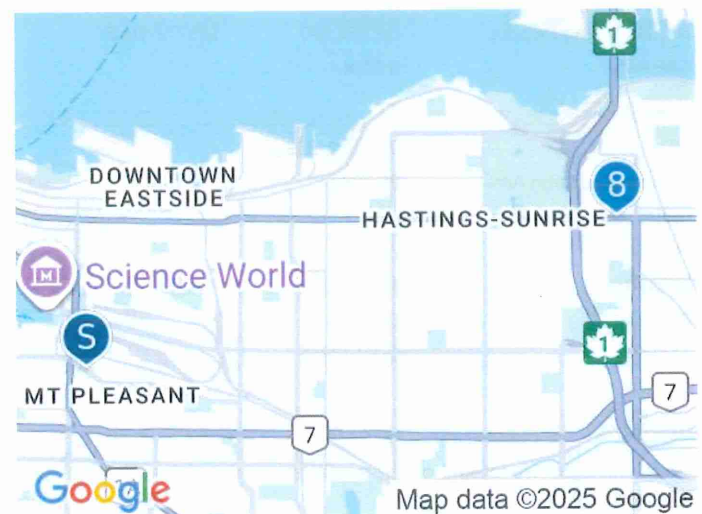 1
DOWNTOWN
EASTSIDE
8
HASTINGS-SUNRISE
M
Science World
S
1
MT PLEASANT
7
7
Google
Map data ©2025 Google